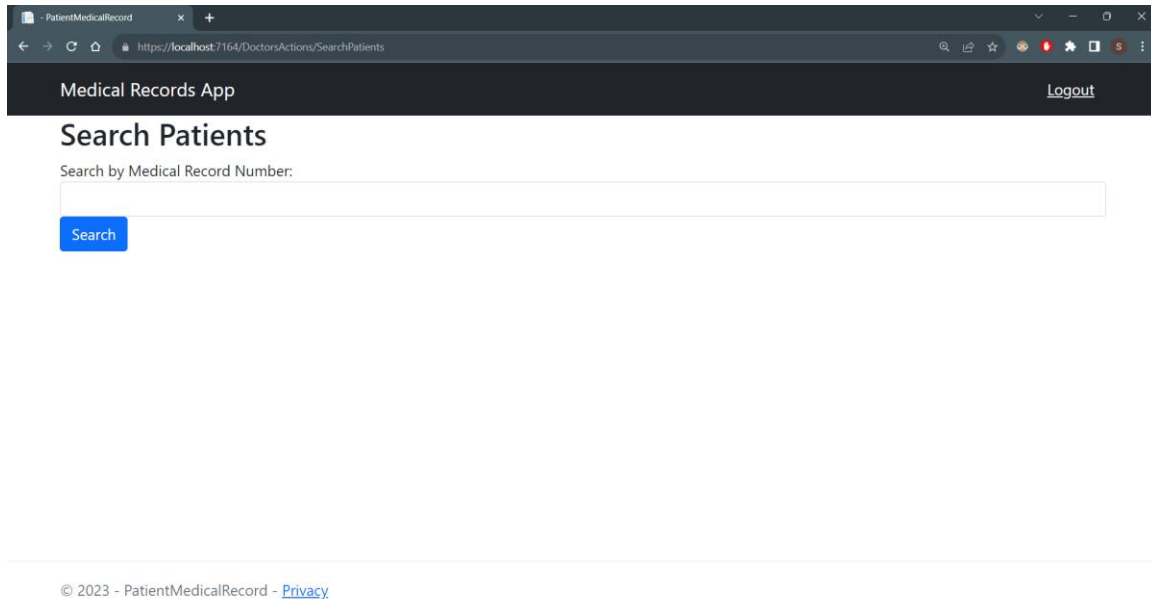 - PatientMedicalRecord
https://localhost:7164/DoctorsActions/SearchPatients
S
Medical Records App
Logout
Search Patients
Search by Medical Record Number:
Search
© 2023 - PatientMedicalRecord - Privacy